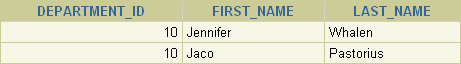 DEPARTMENT_ID FIRST_NAME LAST_NAME
10 Jennifer Whalen
10 Jaco Pastorius